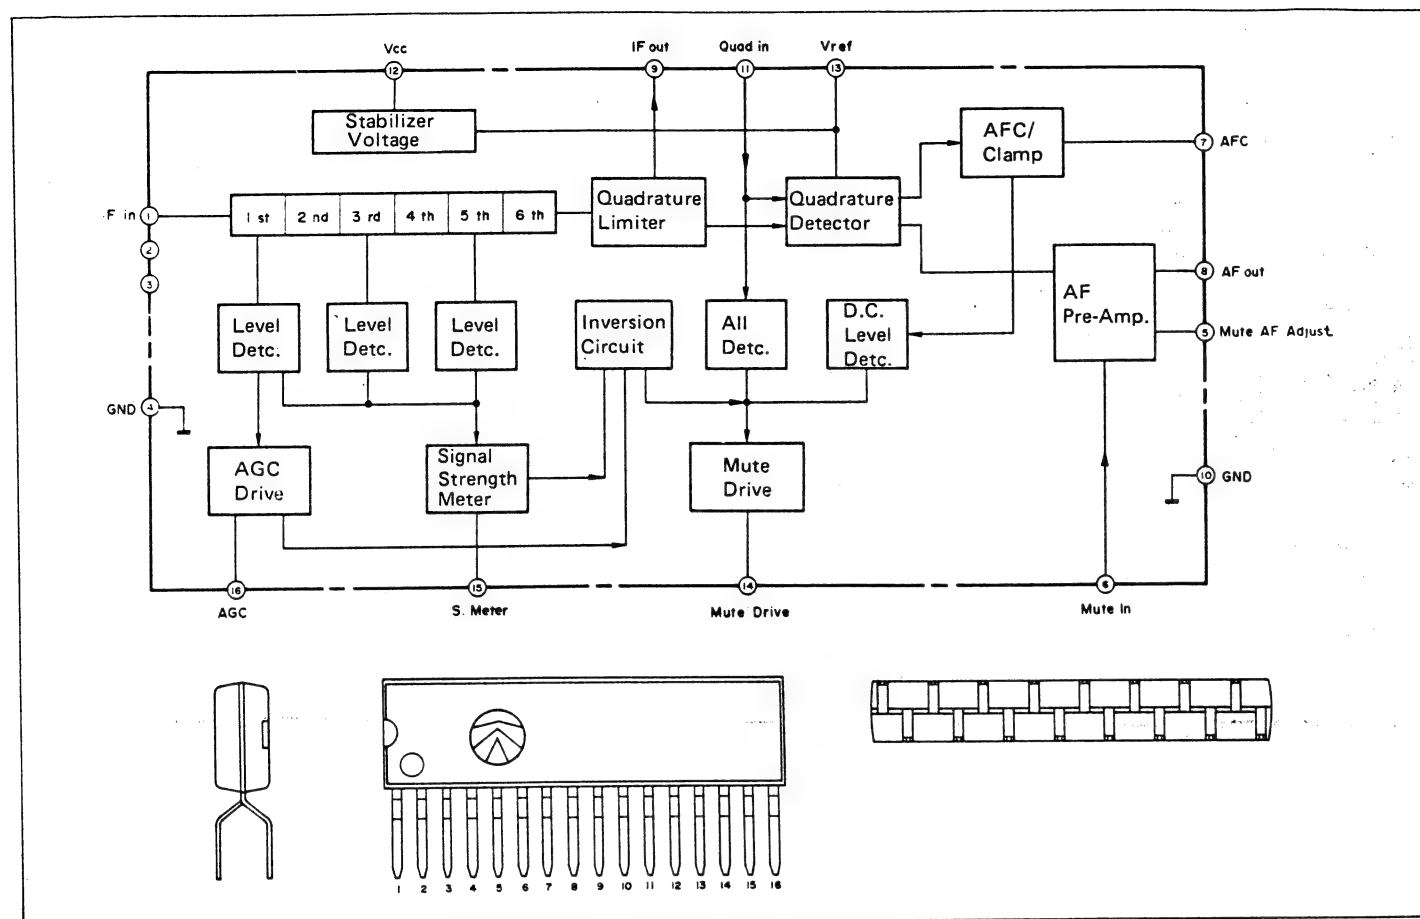 Vcc
IF out
Quad in
Vref
12
9
11
13
Stabilizer
Voltage
AFC/
Clamp
7
AFC
F in
1
1 st
2 nd
3 rd
4 th
5 th
6 th
Quadrature
Limiter
Quadrature
Detector
2
3
8
AF out
AF
Pre-Amp.
5
Mute AF Adjust
Level
Detc.
Level
Detc.
Level
Detc.
Inversion
Circuit
All
Detc.
D.C.
Level
Detc.
GND
4
AGC
Drive
Signal
Strength
Meter
Mute
Drive
10
GND
16
15
14
6
AGC
S. Meter
Mute Drive
Mute In
1 2 3 4 5 6 7 8 9 10 11 12 13 14 15 16